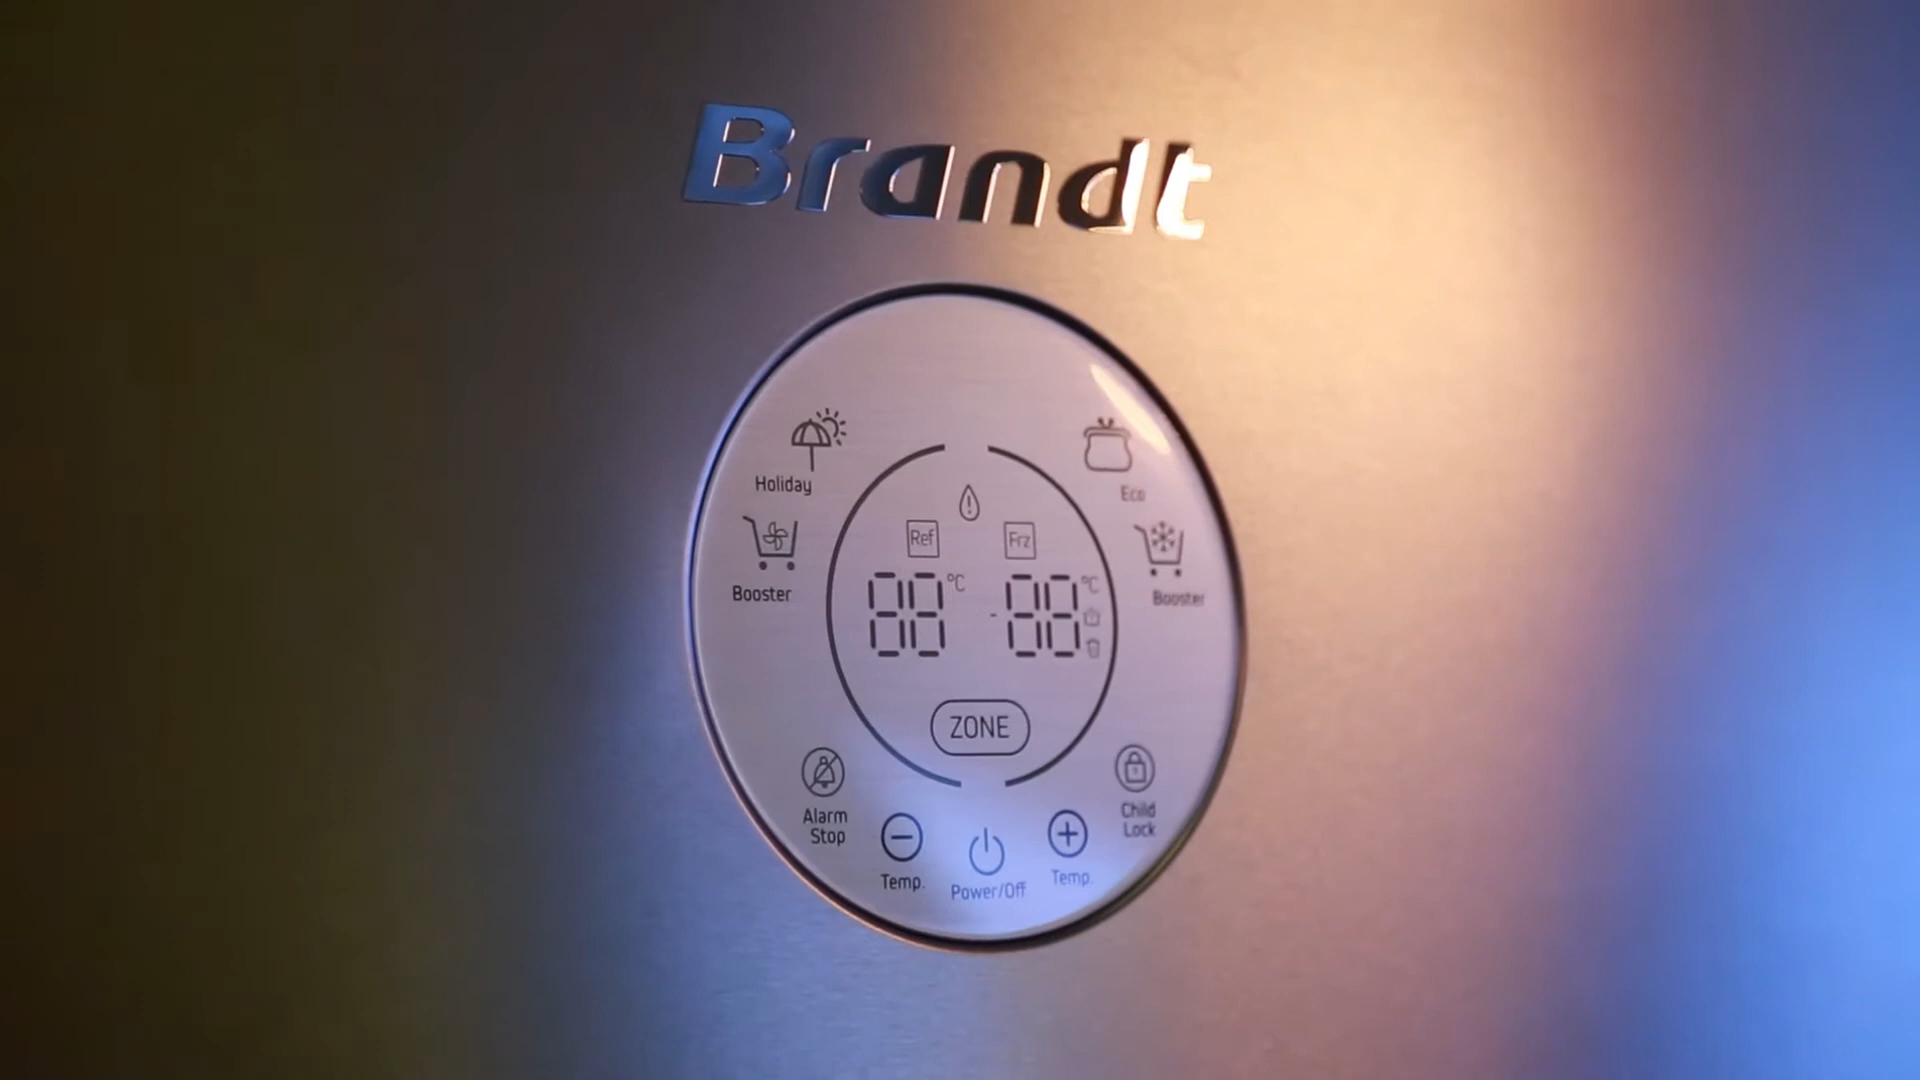 Brandt
Holiday
Eco
Ref
Frz
Booster
Booster
88 °C
-88 °C
ZONE
Alarm
Stop
Child
Lock
Temp.
Power/Off
Temp.